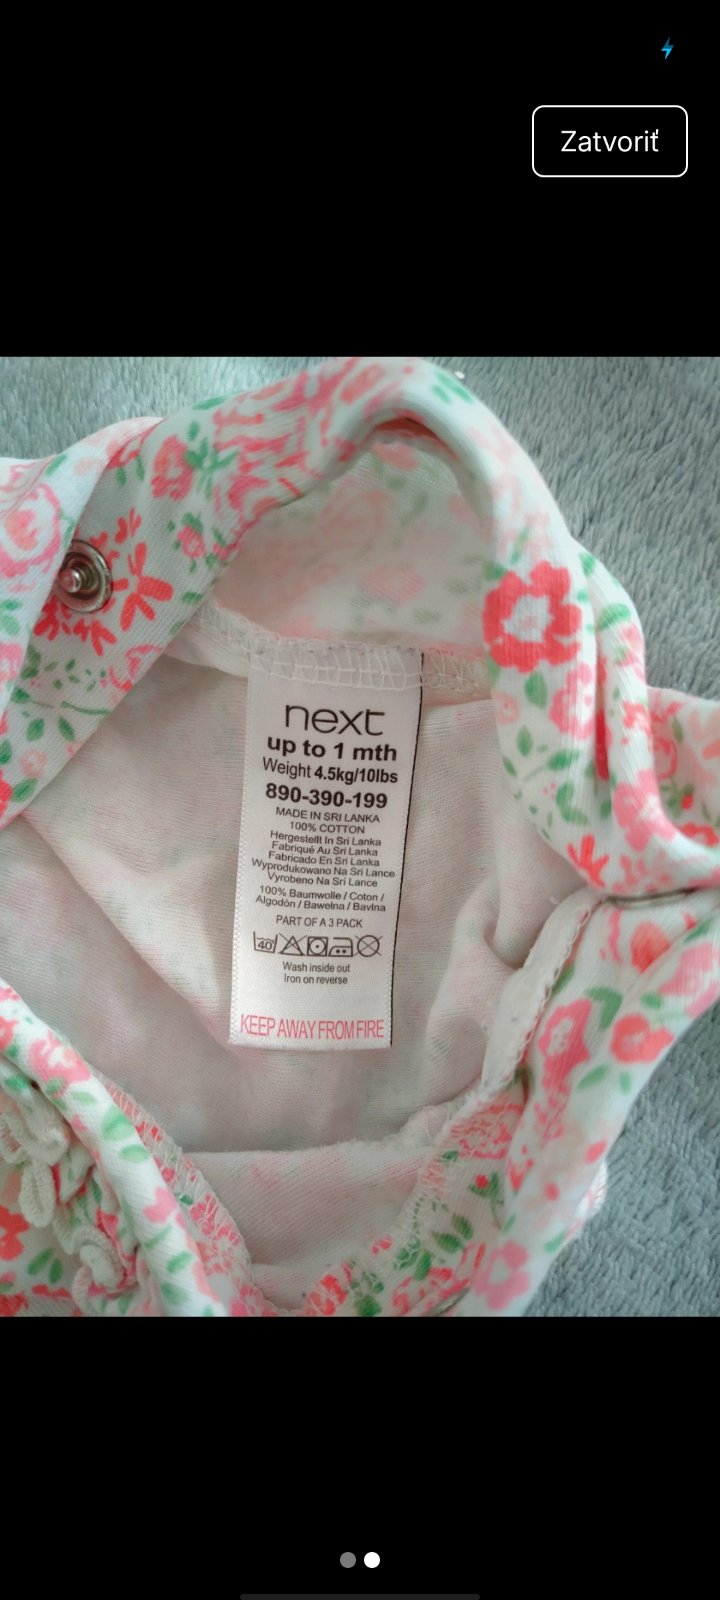 Zatvoriť
next
up to 1 mth
Weight 4.5kg/10lbs
890-390-199
MADE IN SRI LANKA
100% COTTON
Hergestellt In Sri Lanka
Fabriqué Au Sri Lanka
Fabricado En Sri Lanka
Wyprodukowano Na Sri Lance
Vyrobeno Na Srí Lance
100% Baumwolle / Coton /
Algodón / Bawełna / Bavlna
PART OF A 3 PACK
40
Wash inside out
Iron on reverse
KEEP AWAY FROM FIRE